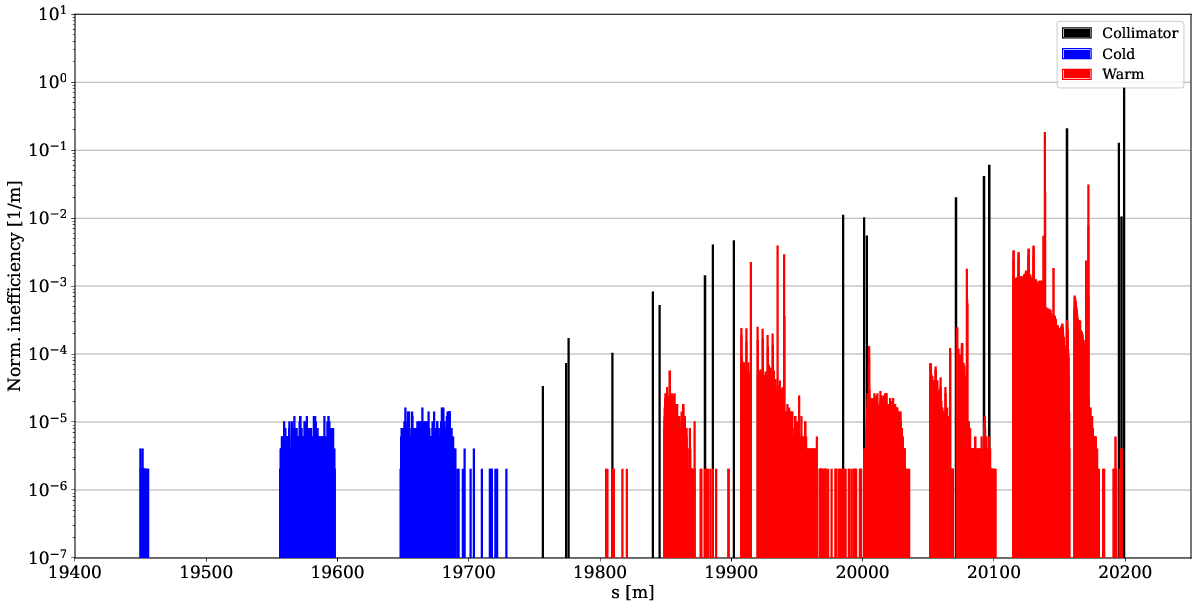 10¹
10⁰
10⁻¹
10⁻²
10⁻³
10⁻⁴
10⁻⁵
10⁻⁶
10⁻⁷
Norm. inefficiency [1/m]
Collimator
Cold
Warm
19400 19500 19600 19700 19800 19900 20000 20100 20200
s [m]